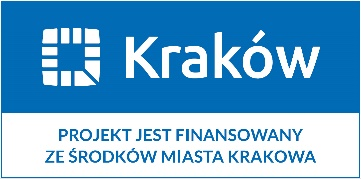 Kraków
PROJEKT JEST FINANSOWANY
ZE ŚRODKÓW MIASTA KRAKOWA